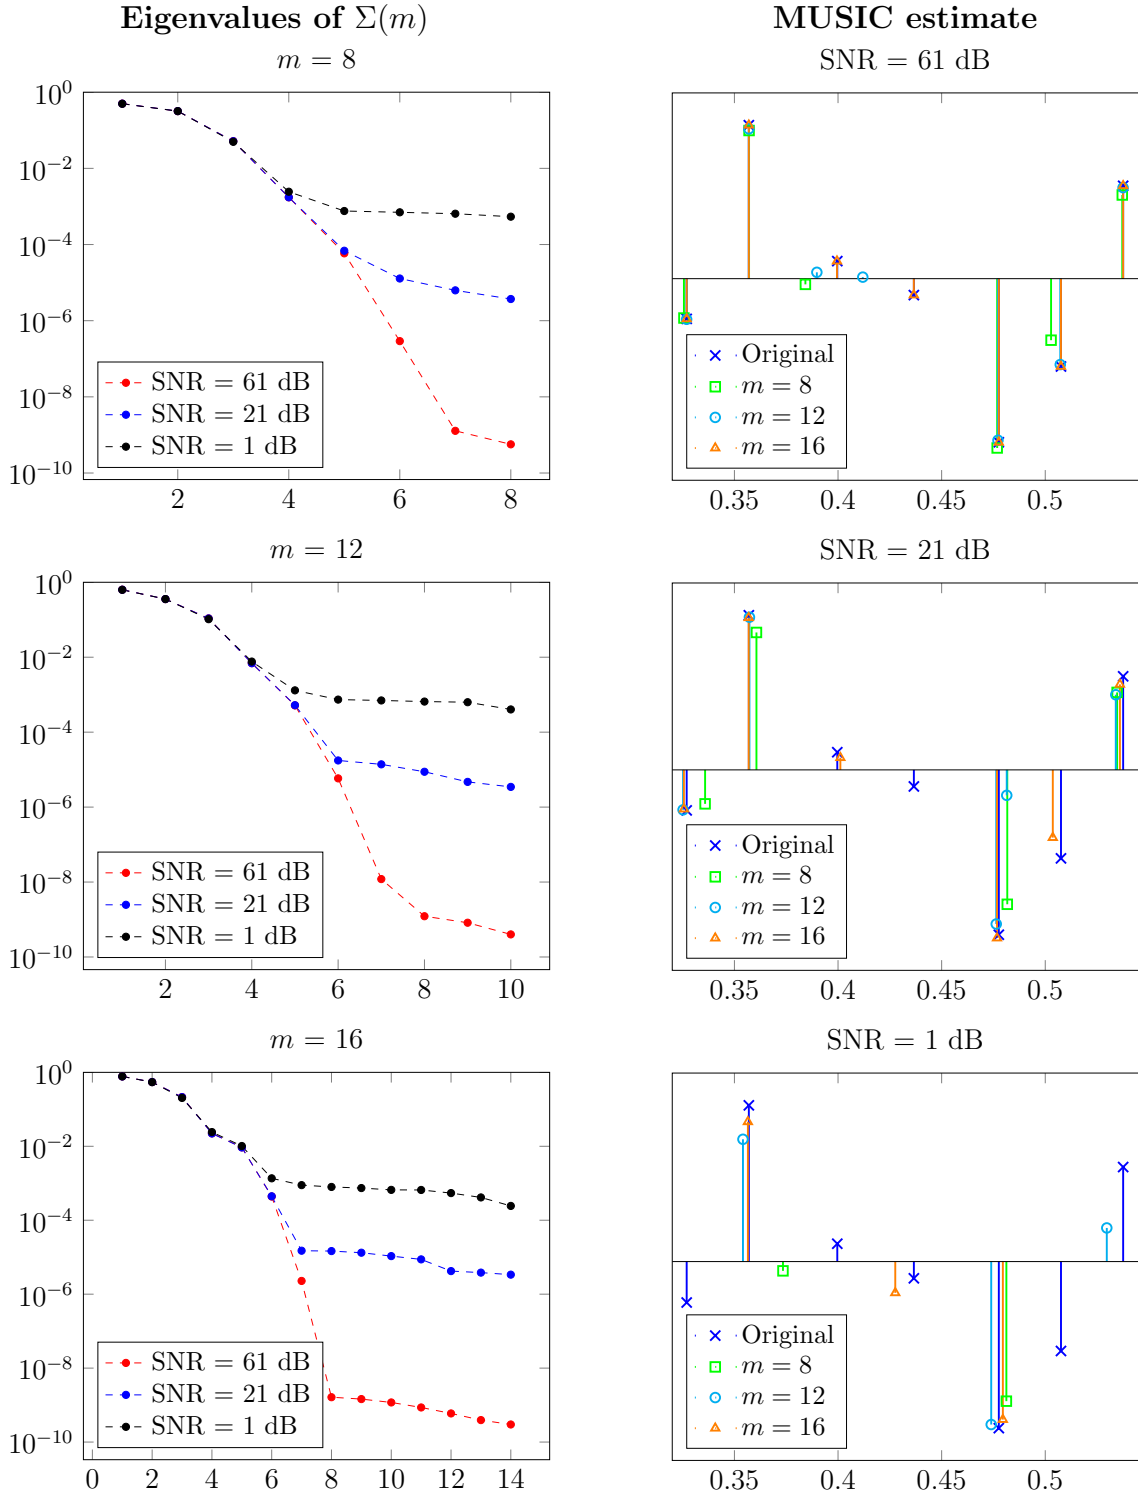 Eigenvalues of Σ(m)
MUSIC estimate
m = 8
SNR = 61 dB
10^0
10^−2
10^−4
10^−6
10^−8
10^−10
SNR = 61 dB
SNR = 21 dB
SNR = 1 dB
2 4 6 8
Original
m = 8
m = 12
m = 16
0.35 0.4 0.45 0.5
m = 12
SNR = 21 dB
10^0
10^−2
10^−4
10^−6
10^−8
10^−10
SNR = 61 dB
SNR = 21 dB
SNR = 1 dB
2 4 6 8 10
Original
m = 8
m = 12
m = 16
0.35 0.4 0.45 0.5
m = 16
SNR = 1 dB
10^0
10^−2
10^−4
10^−6
10^−8
10^−10
SNR = 61 dB
SNR = 21 dB
SNR = 1 dB
0 2 4 6 8 10 12 14
Original
m = 8
m = 12
m = 16
0.35 0.4 0.45 0.5